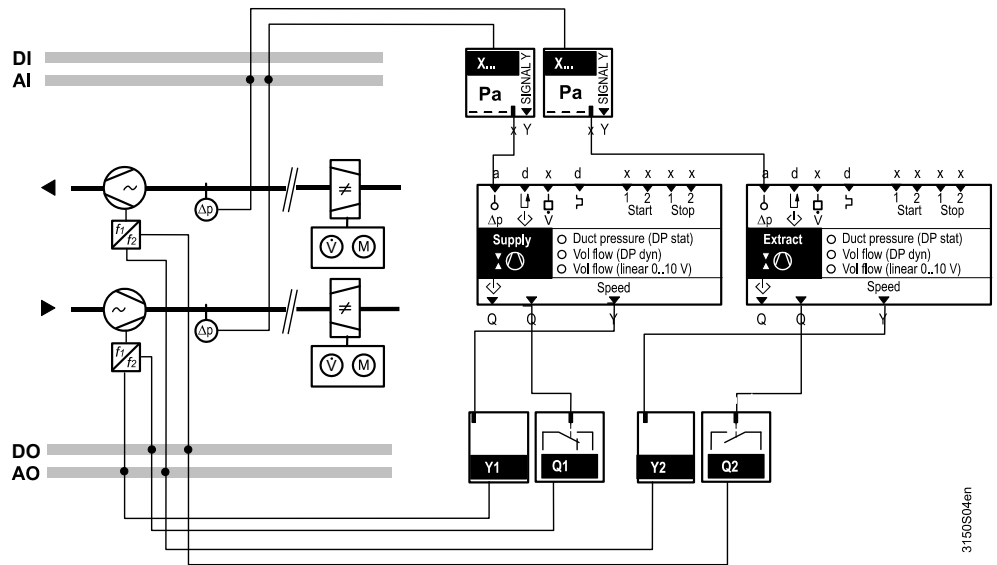 DI
AI
X...
Pa
SIGNAL Y
x Y
X...
Pa
SIGNAL Y
x Y
a d x d x x x x
1 2 1 2
Start Stop
Δp V̇
Supply
Duct pressure (DP stat)
Vol flow (DP dyn)
Vol flow (linear 0..10 V)
Speed
Q Q Y
a d x d x x x x
1 2 1 2
Start Stop
Δp V̇
Extract
Duct pressure (DP stat)
Vol flow (DP dyn)
Vol flow (linear 0..10 V)
Speed
Q Q Y
~ Δp ≠
f1 f2
V̇ M
~ Δp ≠
f1 f2
V̇ M
DO
AO
Y1 Q1 Y2 Q2
3150S04en